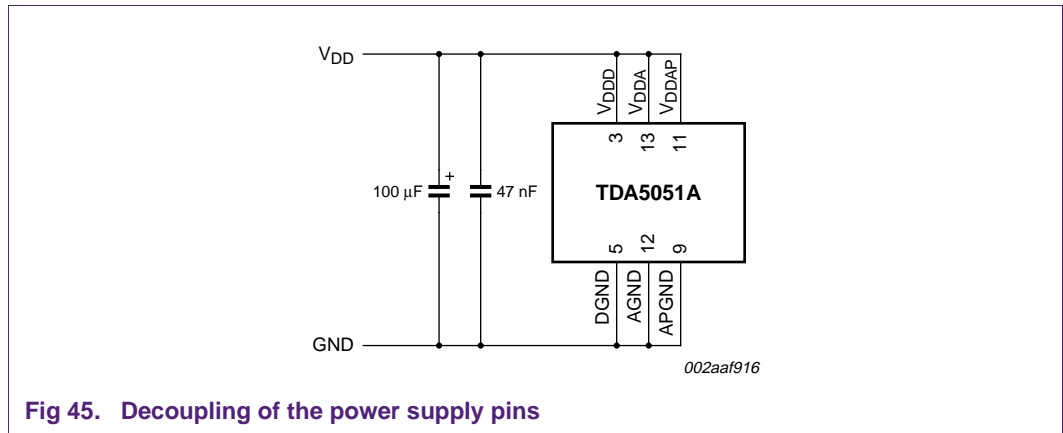 VDD
VDDD
VDDA
VDDAP
3
13
11
100 μF
+
47 nF
TDA5051A
5
12
9
DGND
AGND
APGND
GND
002aaf916
Fig 45. Decoupling of the power supply pins